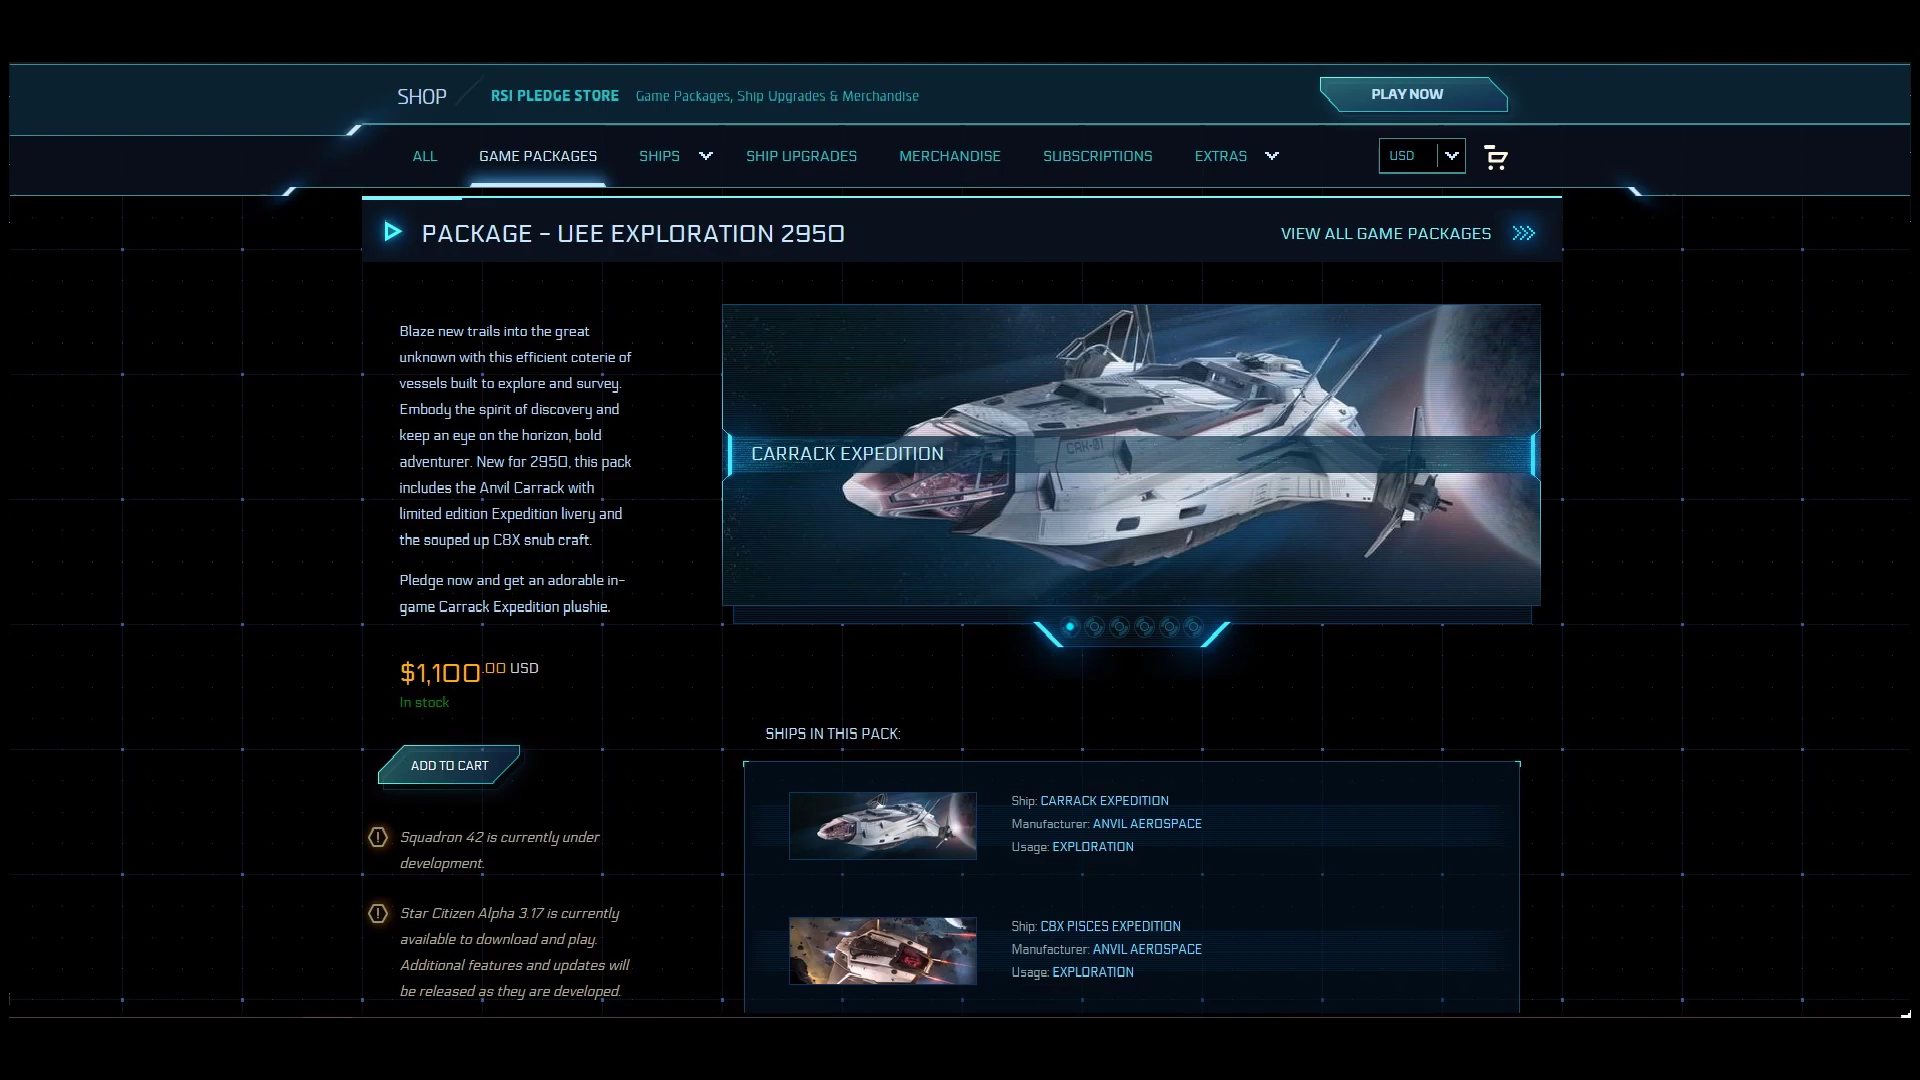 SHOP
RSI PLEDGE STORE Game Packages, Ship Upgrades & Merchandise
PLAY NOW
ALL GAME PACKAGES SHIPS SHIP UPGRADES MERCHANDISE SUBSCRIPTIONS EXTRAS USD
PACKAGE - UEE EXPLORATION 2950
VIEW ALL GAME PACKAGES
Blaze new trails into the great
unknown with this efficient coterie of
vessels built to explore and survey.
Embody the spirit of discovery and
keep an eye on the horizon, bold
adventurer. New for 2950, this pack
includes the Anvil Carrack with
limited edition Expedition livery and
the souped up C8X snub craft.
Pledge now and get an adorable in-
game Carrack Expedition plushie.
$1,100.00 USD
In stock
ADD TO CART
Squadron 42 is currently under
development.
Star Citizen Alpha 3.17 is currently
available to download and play.
Additional features and updates will
be released as they are developed.
CARRACK EXPEDITION
CRK-01
SHIPS IN THIS PACK:
Ship: CARRACK EXPEDITION
Manufacturer: ANVIL AEROSPACE
Usage: EXPLORATION
Ship: C8X PISCES EXPEDITION
Manufacturer: ANVIL AEROSPACE
Usage: EXPLORATION